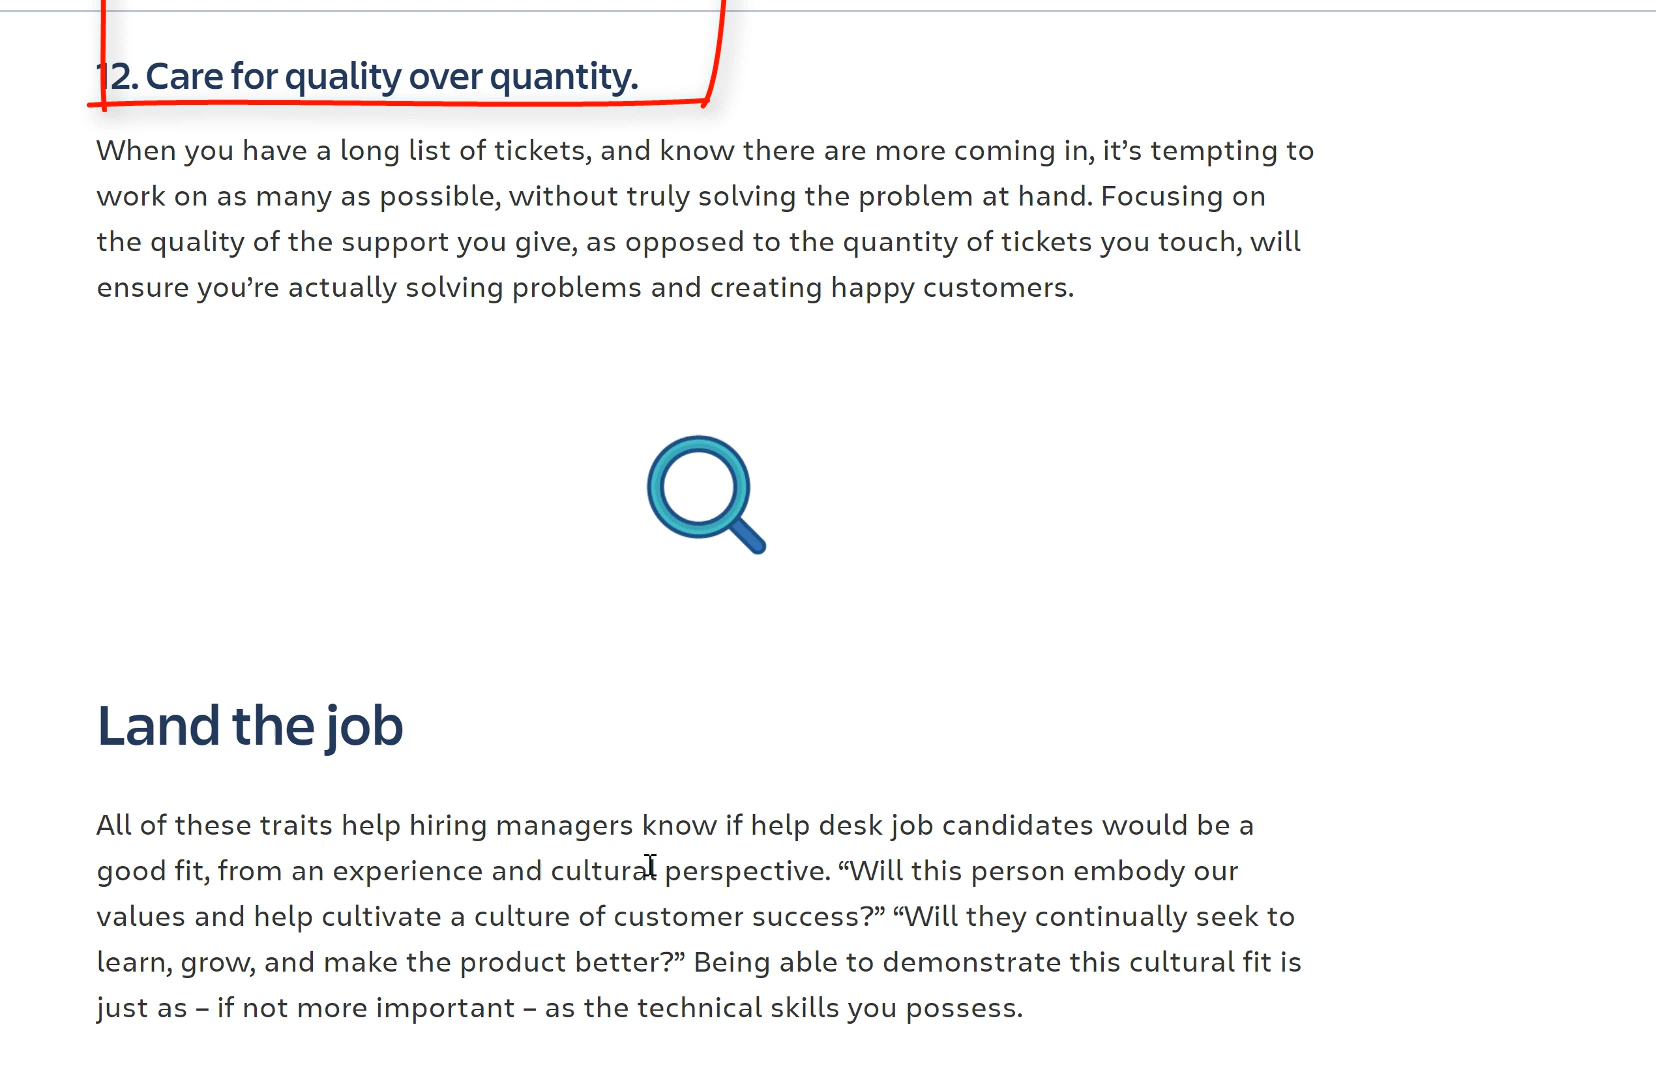 12. Care for quality over quantity.
When you have a long list of tickets, and know there are more coming in, it’s tempting to
work on as many as possible, without truly solving the problem at hand. Focusing on
the quality of the support you give, as opposed to the quantity of tickets you touch, will
ensure you’re actually solving problems and creating happy customers.
Land the job
All of these traits help hiring managers know if help desk job candidates would be a
good fit, from an experience and cultural perspective. “Will this person embody our
values and help cultivate a culture of customer success?” “Will they continually seek to
learn, grow, and make the product better?” Being able to demonstrate this cultural fit is
just as – if not more important – as the technical skills you possess.